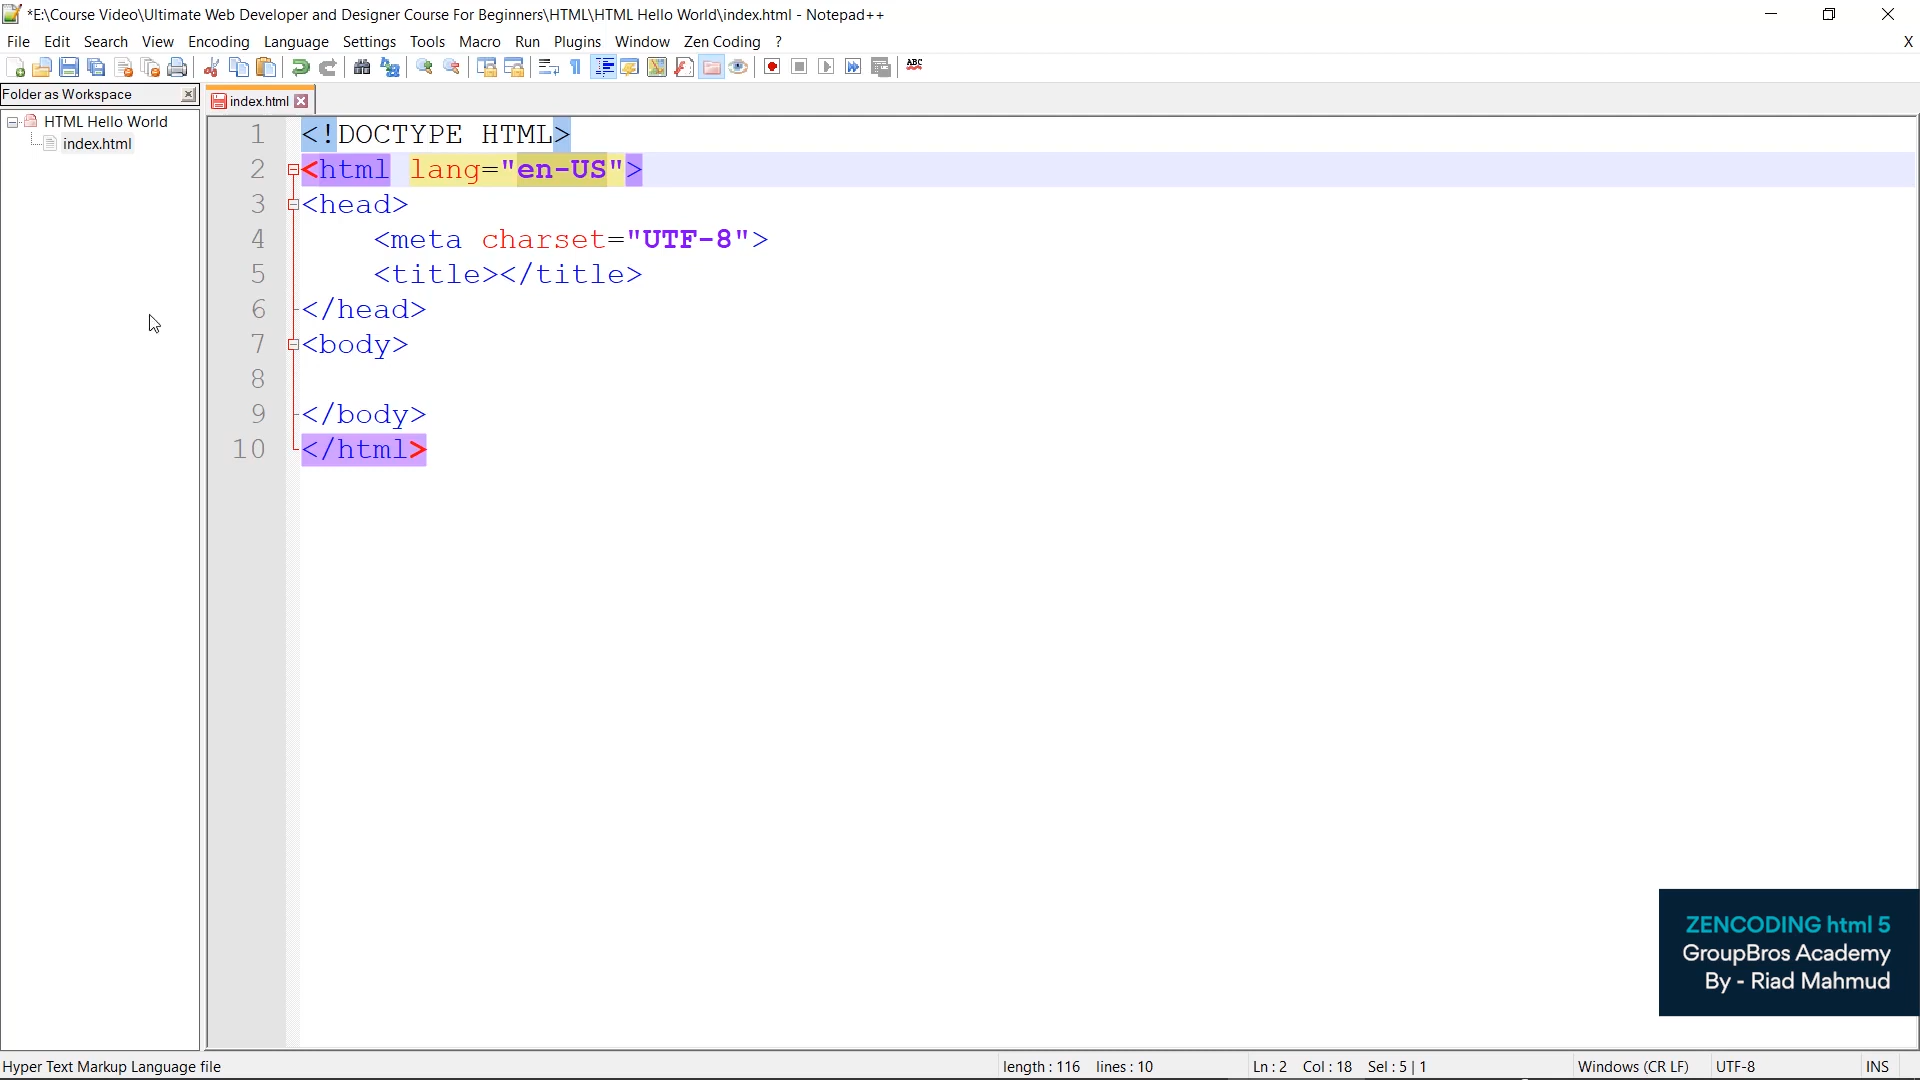 *E:\Course Video\Ultimate Web Developer and Designer Course For Beginners\HTML\HTML Hello World\index.html - Notepad++
File Edit Search View Encoding Language Settings Tools Macro Run Plugins Window Zen Coding ? X
ABC
Folder as Workspace
index.html
HTML Hello World
index.html
1 <!DOCTYPE HTML>
2 <html lang="en-US">
3 <head>
4 <meta charset="UTF-8">
5 <title></title>
6 </head>
7 <body>
8
9 </body>
10 </html>
ZENCODING html 5
GroupBros Academy
By - Riad Mahmud
Hyper Text Markup Language file length : 116 lines : 10 Ln : 2 Col : 18 Sel : 5 | 1 Windows (CR LF) UTF-8 INS